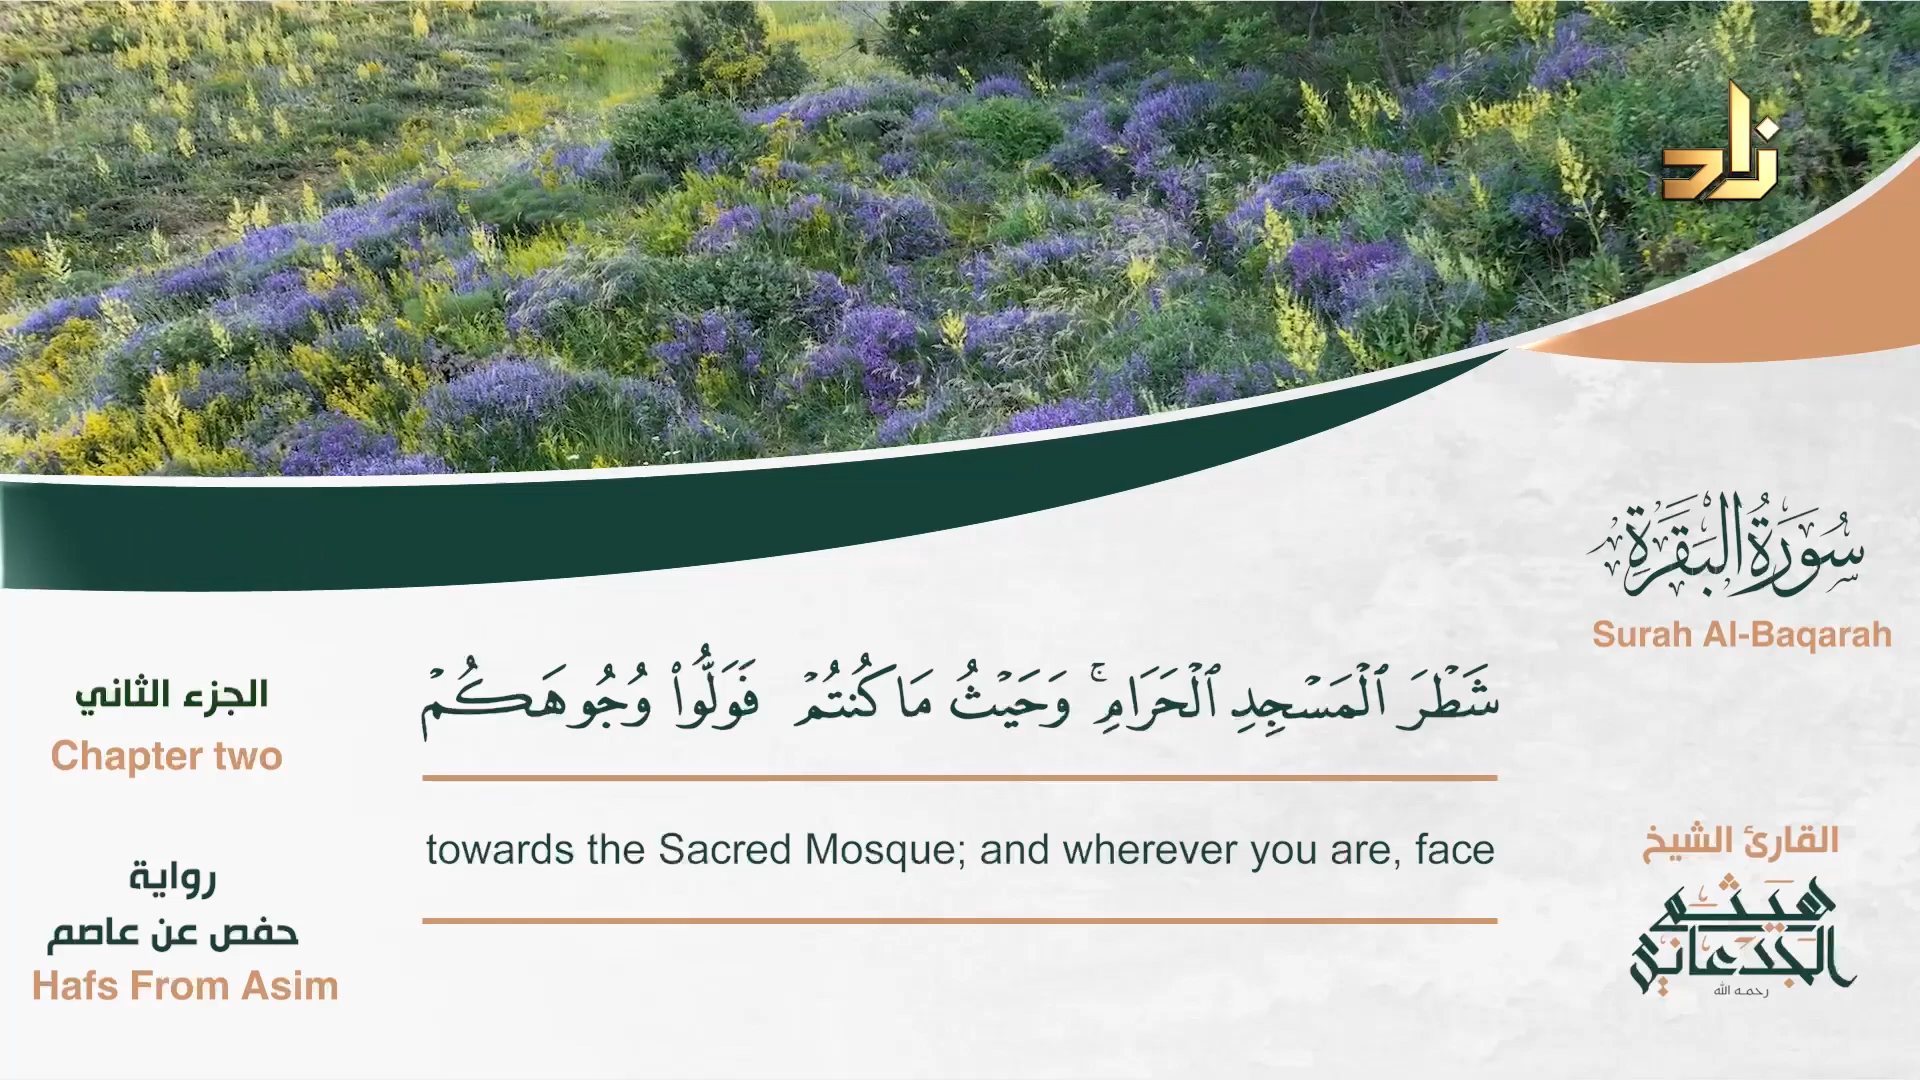 زاد
سُورَةُ البَقَرَةِ
Surah Al-Baqarah
شَطْرَ ٱلْمَسْجِدِ ٱلْحَرَامِ ۚ وَحَيْثُ مَا كُنتُمْ فَوَلُّوا۟ وُجُوهَكُمْ
towards the Sacred Mosque; and wherever you are, face
الجزء الثاني
Chapter two
رواية
حفص عن عاصم
Hafs From Asim
القارئ الشيخ
هيثم
الجدعاني
رحمه الله